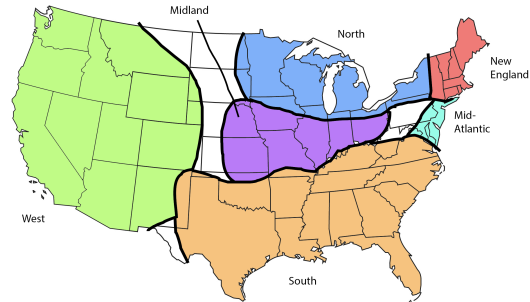 Midland
North
New
England
Mid-
Atlantic
West
South